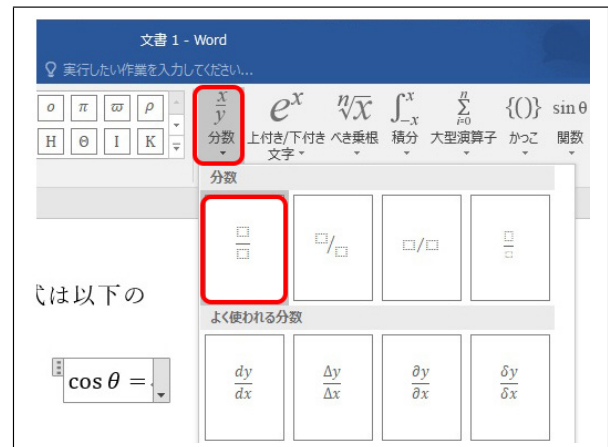 文書 1 - Word
実行したい作業を入力してください...
ο π ϖ ρ
Η Θ Ι Κ
x/y eˣ ⁿ√x ∫₋ₓˣ Σ {()} sin θ
n
i=0
分数 上付き/下付き文字 べき乗根 積分 大型演算子 かっこ 関数
分数
□/□ □/□ □/□ □/□
式は以下の
よく使われる分数
cos θ =
dy/dx Δy/Δx ∂y/∂x δy/δx